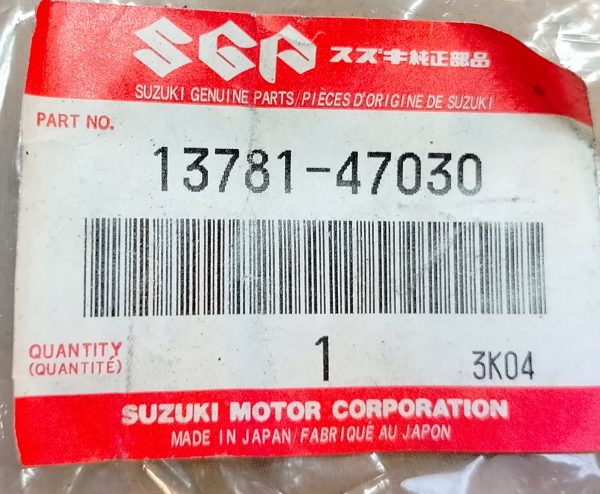 SGP スズキ純正部品
SUZUKI GENUINE PARTS/PIÈCES D'ORIGINE DE SUZUKI
PART NO.
13781-47030
QUANTITY 1 3K04
(QUANTITÉ)
SUZUKI MOTOR CORPORATION
MADE IN JAPAN/FABRIQUÉ AU JAPON